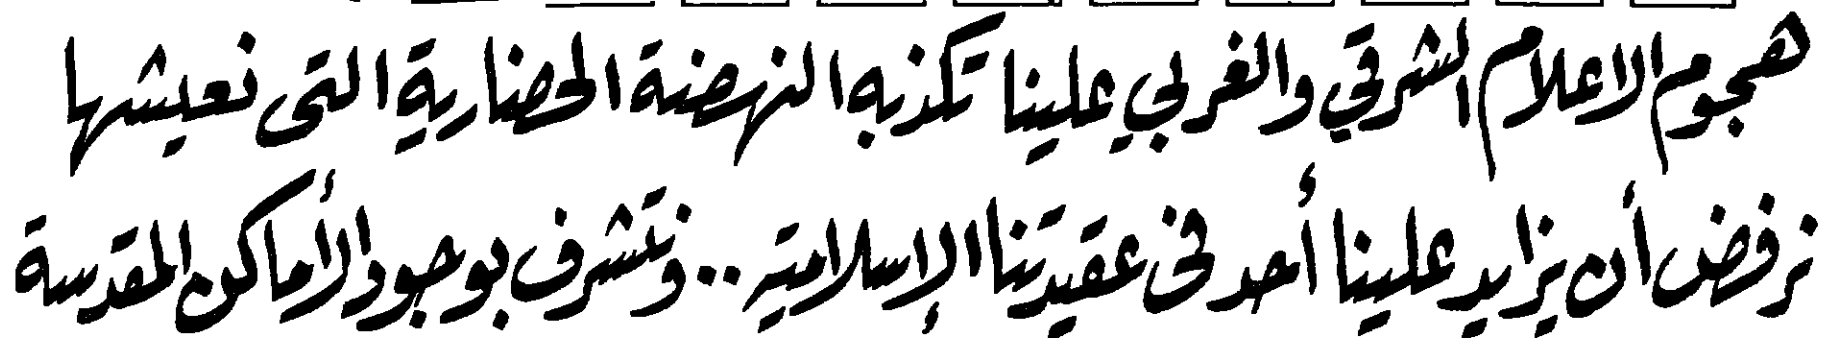 هجوم الاعلام الشرقي والغربي علينا تكذبه النهضة الحضارية التى نعيشها
نرفض أن يزايد علينا أحد فى عقيدتنا الإسلامية .. ونتشرف بوجود الأماكن المقدسة